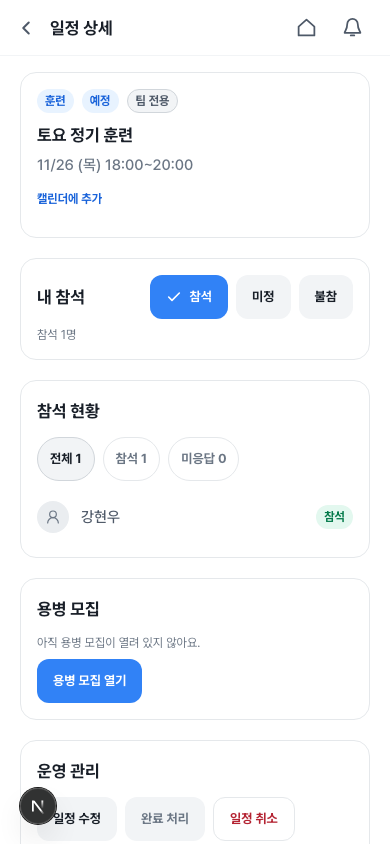 일정 상세
훈련 예정 팀 전용
토요 정기 훈련
11/26 (목) 18:00~20:00
캘린더에 추가
내 참석 참석 미정 불참
참석 1명
참석 현황
전체 1 참석 1 미응답 0
강현우 참석
용병 모집
아직 용병 모집이 열려 있지 않아요.
용병 모집 열기
운영 관리
N 일정 수정 완료 처리 일정 취소